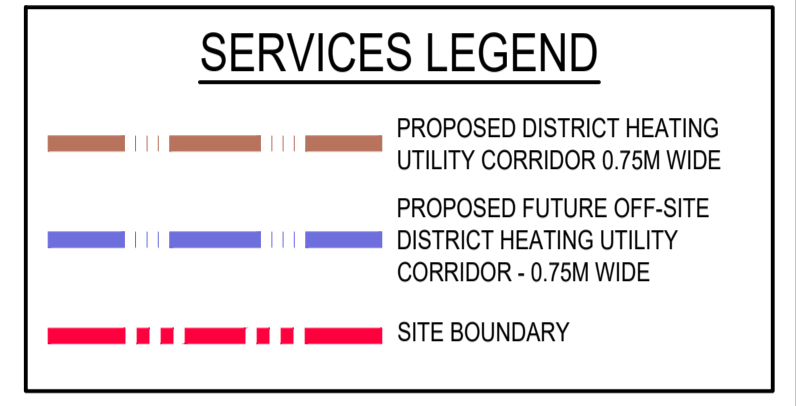 SERVICES LEGEND
PROPOSED DISTRICT HEATING
UTILITY CORRIDOR 0.75M WIDE
PROPOSED FUTURE OFF-SITE
DISTRICT HEATING UTILITY
CORRIDOR - 0.75M WIDE
SITE BOUNDARY